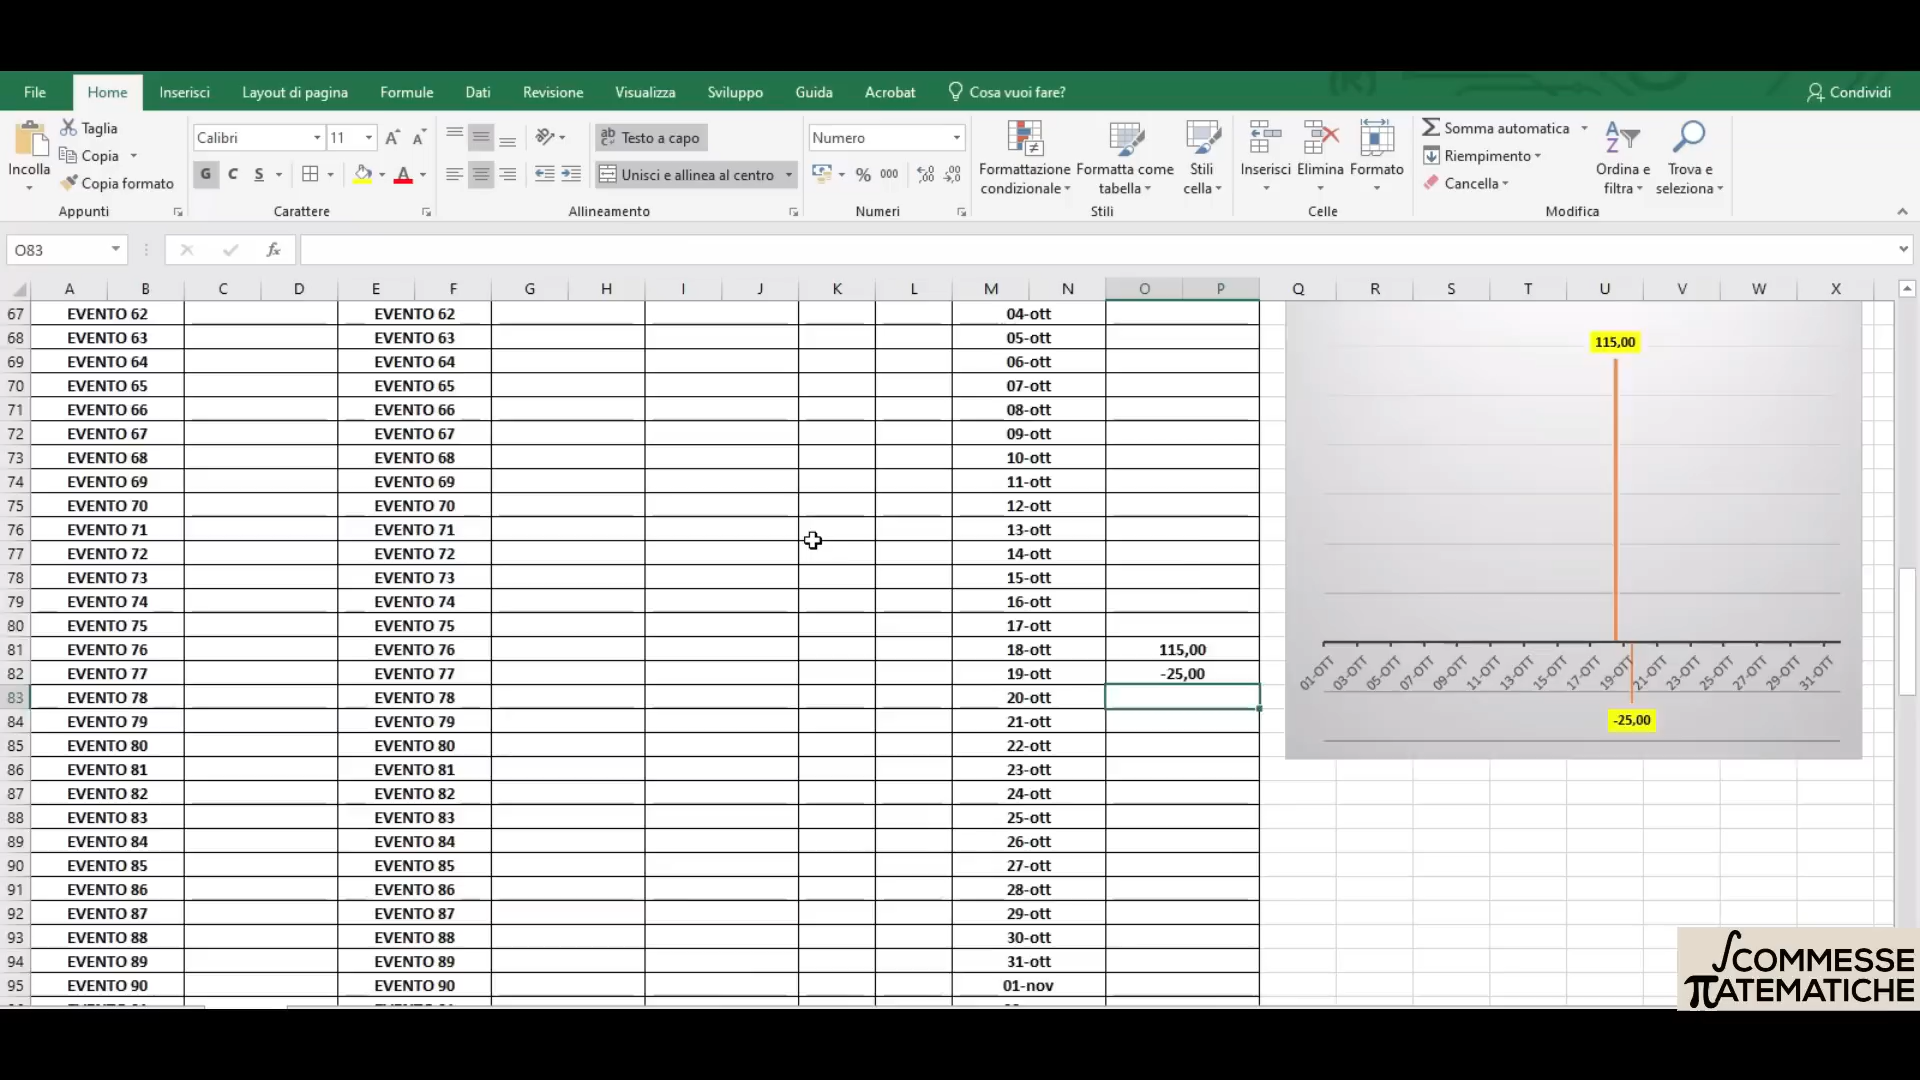 File Home Inserisci Layout di pagina Formule Dati Revisione Visualizza Sviluppo Guida Acrobat Cosa vuoi fare? Condividi
Incolla Taglia Copia Copia formato
Calibri 11
G C S A
Testo a capo
Unisci e allinea al centro
Numero
% 000
Formattazione condizionale Formatta come tabella Stili cella
Inserisci Elimina Formato
Somma automatica
Riempimento
Cancella
Ordina e filtra Trova e seleziona
Appunti Carattere Allineamento Numeri Stili Celle Modifica
O83 fx
A B C D E F G H I J K L M N O P Q R S T U V W X
67 EVENTO 62 EVENTO 62 04-ott
68 EVENTO 63 EVENTO 63 05-ott
69 EVENTO 64 EVENTO 64 06-ott
70 EVENTO 65 EVENTO 65 07-ott
71 EVENTO 66 EVENTO 66 08-ott
72 EVENTO 67 EVENTO 67 09-ott
73 EVENTO 68 EVENTO 68 10-ott
74 EVENTO 69 EVENTO 69 11-ott
75 EVENTO 70 EVENTO 70 12-ott
76 EVENTO 71 EVENTO 71 13-ott
77 EVENTO 72 EVENTO 72 14-ott
78 EVENTO 73 EVENTO 73 15-ott
79 EVENTO 74 EVENTO 74 16-ott
80 EVENTO 75 EVENTO 75 17-ott
81 EVENTO 76 EVENTO 76 18-ott 115,00
82 EVENTO 77 EVENTO 77 19-ott -25,00
83 EVENTO 78 EVENTO 78 20-ott
84 EVENTO 79 EVENTO 79 21-ott
85 EVENTO 80 EVENTO 80 22-ott
86 EVENTO 81 EVENTO 81 23-ott
87 EVENTO 82 EVENTO 82 24-ott
88 EVENTO 83 EVENTO 83 25-ott
89 EVENTO 84 EVENTO 84 26-ott
90 EVENTO 85 EVENTO 85 27-ott
91 EVENTO 86 EVENTO 86 28-ott
92 EVENTO 87 EVENTO 87 29-ott
93 EVENTO 88 EVENTO 88 30-ott
94 EVENTO 89 EVENTO 89 31-ott
95 EVENTO 90 EVENTO 90 01-nov
115,00
01-OTT 03-OTT 05-OTT 07-OTT 09-OTT 11-OTT 13-OTT 15-OTT 17-OTT 19-OTT 21-OTT 23-OTT 25-OTT 27-OTT 29-OTT 31-OTT
-25,00
∫COMMESSE
πATEMATICHE